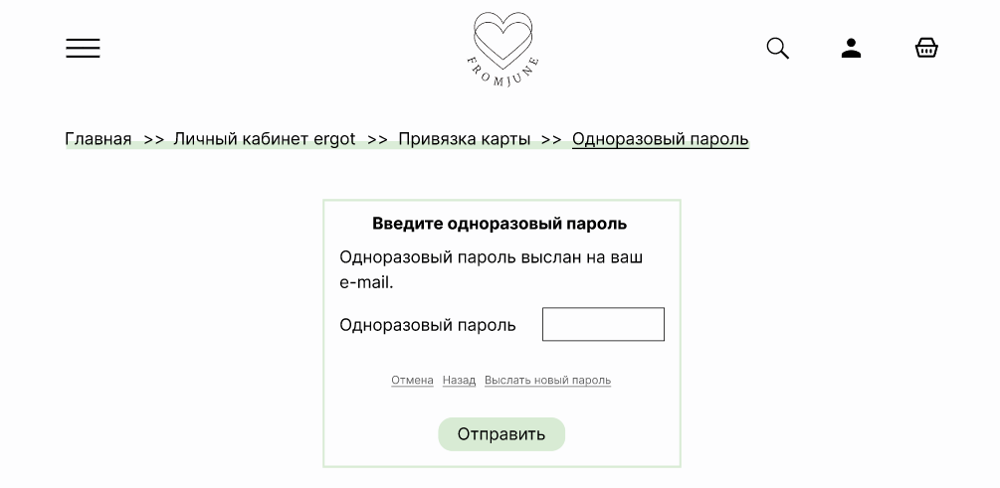 FROMJUNE
Главная >> Личный кабинет ergot >> Привязка карты >> Одноразовый пароль
Введите одноразовый пароль
Одноразовый пароль выслан на ваш
e-mail.
Одноразовый пароль
Отмена Назад Выслать новый пароль
Отправить